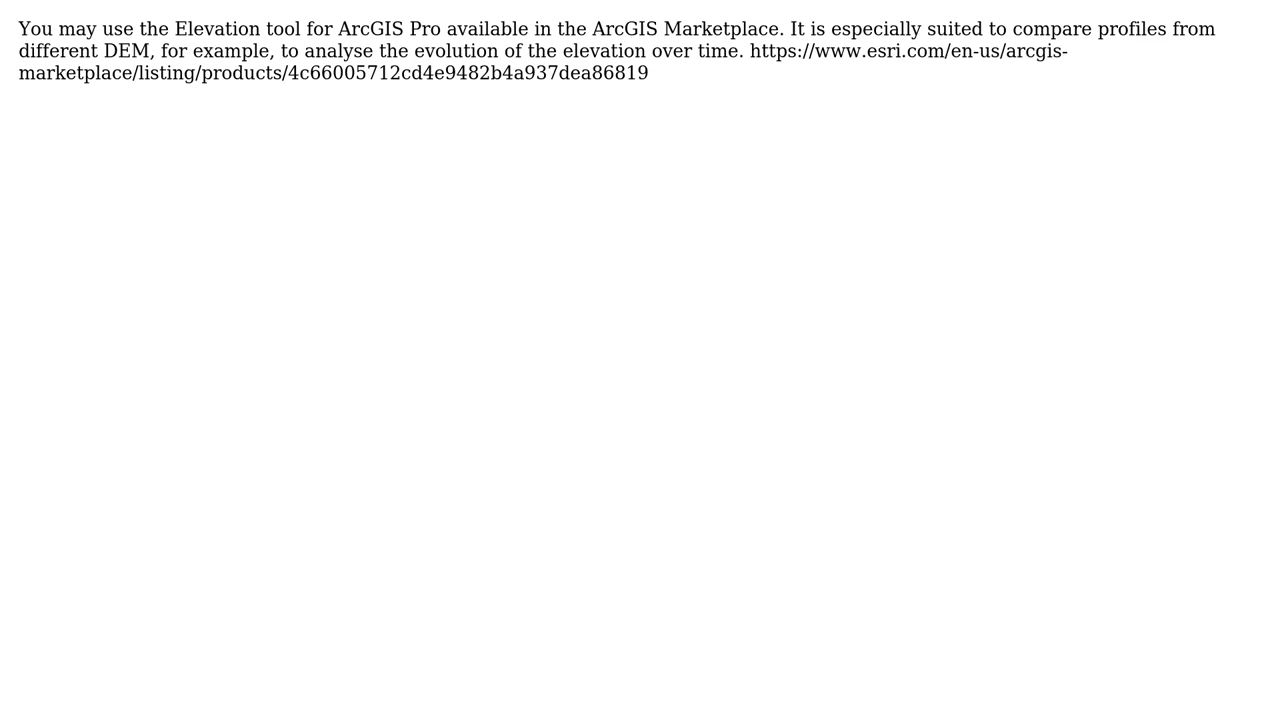 You may use the Elevation tool for ArcGIS Pro available in the ArcGIS Marketplace. It is especially suited to compare profiles from
different DEM, for example, to analyse the evolution of the elevation over time. https://www.esri.com/en-us/arcgis-
marketplace/listing/products/4c66005712cd4e9482b4a937dea86819